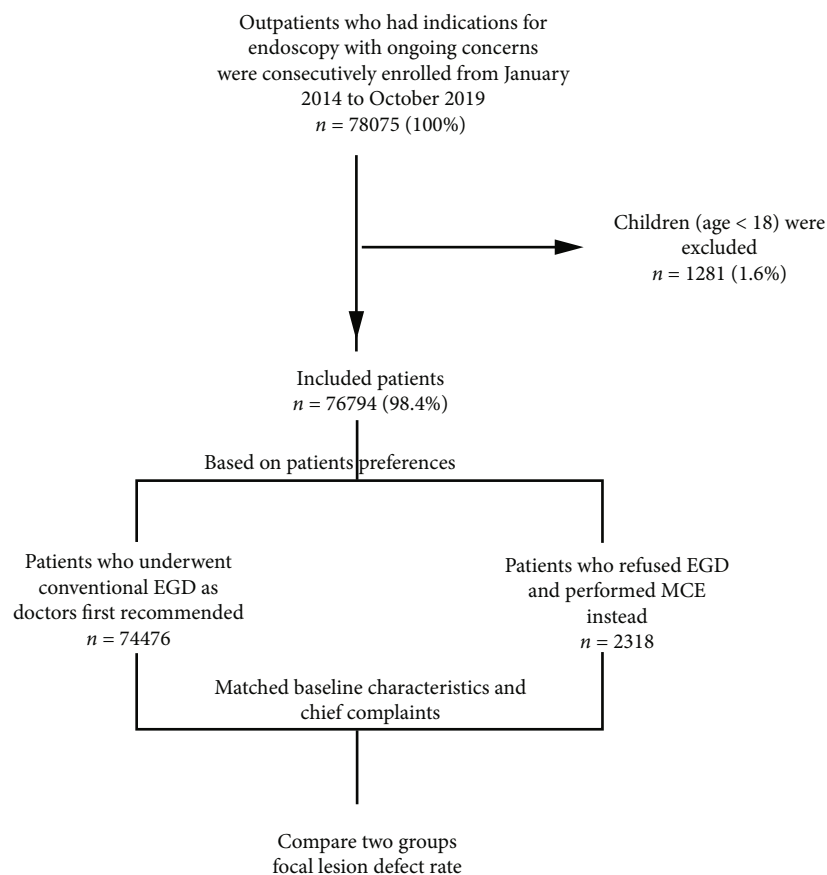 Outpatients who had indications for
endoscopy with ongoing concerns
were consecutively enrolled from January
2014 to October 2019
n = 78075 (100%)
Children (age < 18) were
excluded
n = 1281 (1.6%)
Included patients
n = 76794 (98.4%)
Based on patients preferences
Patients who underwent
conventional EGD as
doctors first recommended
n = 74476
Patients who refused EGD
and performed MCE
instead
n = 2318
Matched baseline characteristics and
chief complaints
Compare two groups
focal lesion defect rate